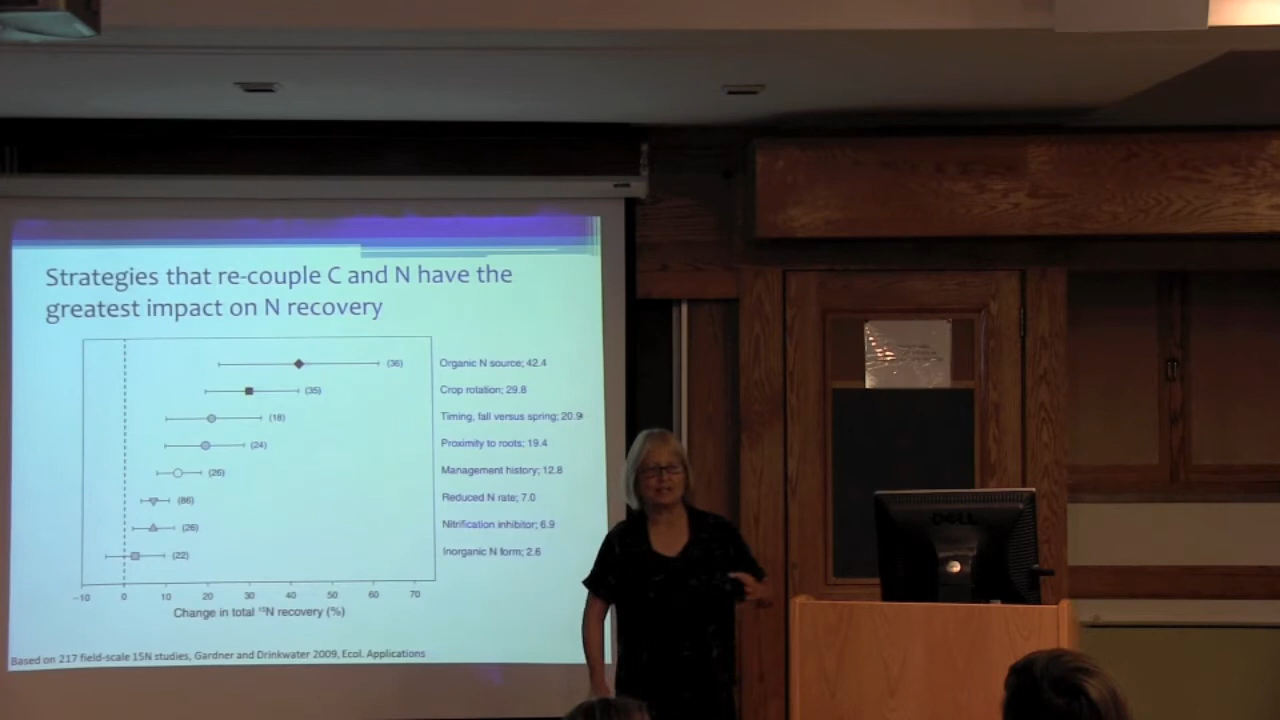 Strategies that re-couple C and N have the
greatest impact on N recovery
(36) Organic N source; 42.4
(35) Crop rotation; 29.8
(18) Timing, fall versus spring; 20.9
(24) Proximity to roots; 19.4
(26) Management history; 12.8
(86) Reduced N rate; 7.0
(26) Nitrification inhibitor; 6.9
(22) Inorganic N form; 2.6
−10 0 10 20 30 40 50 60 70
Change in total ¹⁵N recovery (%)
Based on 217 field-scale 15N studies, Gardner and Drinkwater 2009, Ecol. Applications
DELL